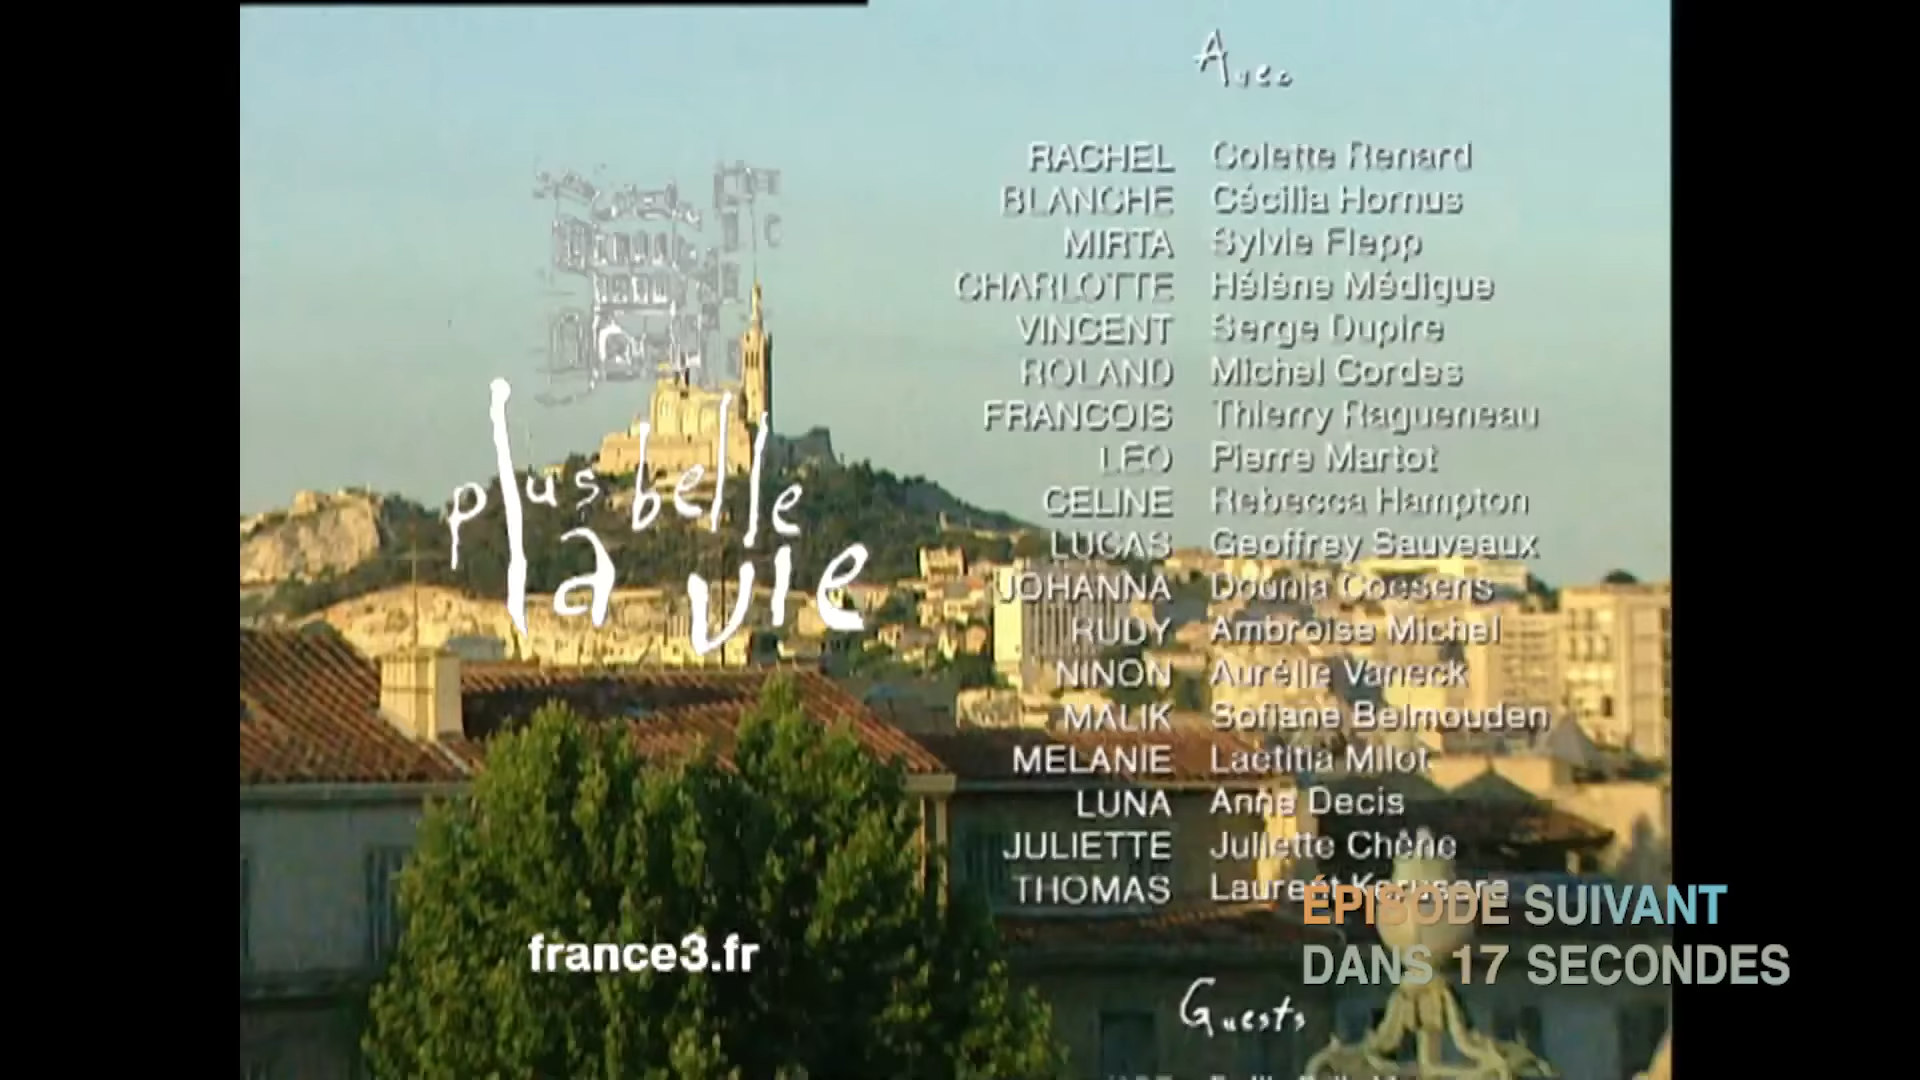 Avec
RACHEL Colette Renard
BLANCHE Cécilia Hornus
MIRTA Sylvie Flepp
CHARLOTTE Hélène Médigue
VINCENT Serge Dupire
ROLAND Michel Cordes
FRANCOIS Thierry Ragueneau
LEO Pierre Martot
CELINE Rebecca Hampton
LUCAS Geoffrey Sauveaux
JOHANNA Dounia Coesens
RUDY Ambroise Michel
NINON Aurélie Vaneck
MALIK Sofiane Belmouden
MELANIE Laetitia Milot
LUNA Anne Decis
JULIETTE Juliette Chêne
THOMAS Laurent Kerusore
Guests
plus belle
la vie
france3.fr
ÉPISODE SUIVANT
DANS 17 SECONDES